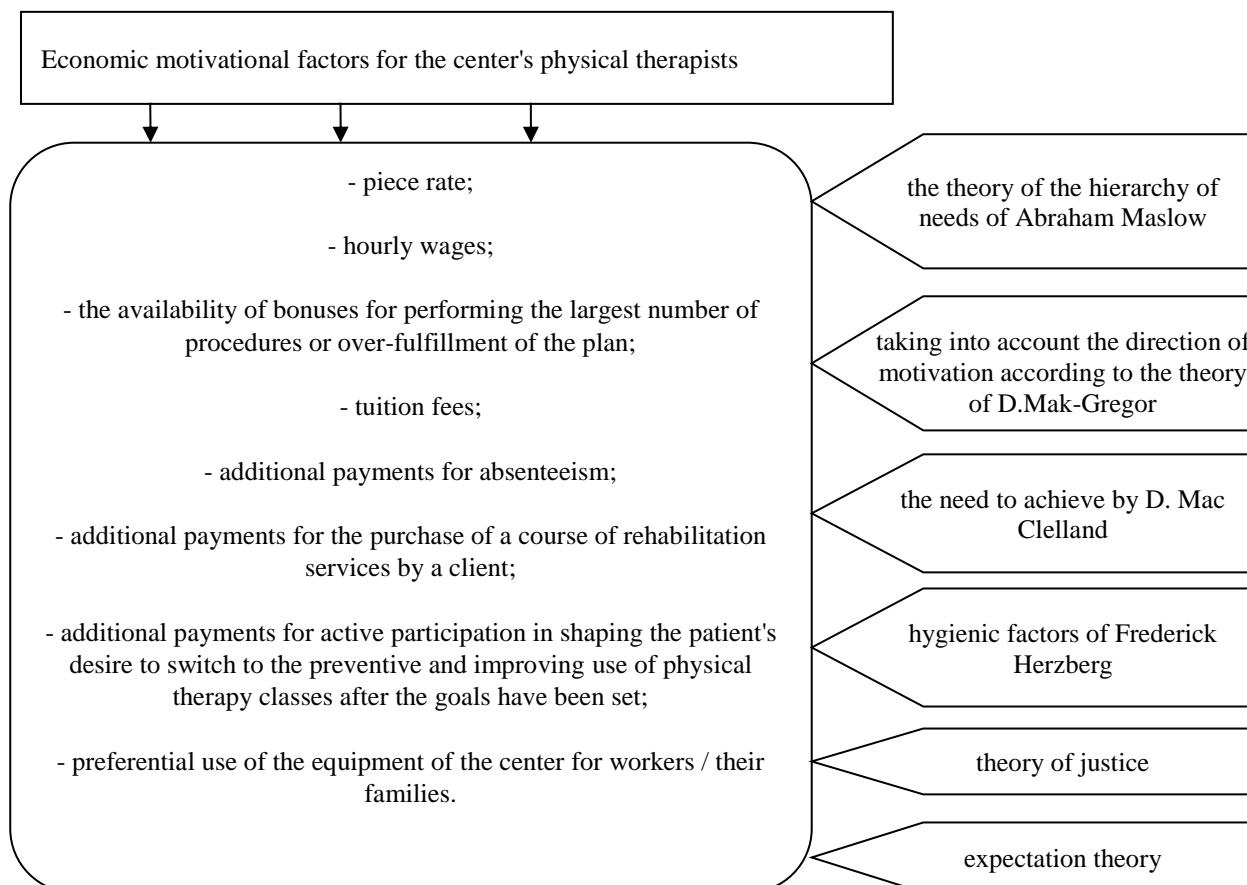 Economic motivational factors for the center's physical therapists
- piece rate;
- hourly wages;
- the availability of bonuses for performing the largest number of
procedures or over-fulfillment of the plan;
- tuition fees;
- additional payments for absenteeism;
- additional payments for the purchase of a course of rehabilitation
services by a client;
- additional payments for active participation in shaping the patient's
desire to switch to the preventive and improving use of physical
therapy classes after the goals have been set;
- preferential use of the equipment of the center for workers / their
families.
the theory of the hierarchy of
needs of Abraham Maslow
taking into account the direction of
motivation according to the theory
of D.Mak-Gregor
the need to achieve by D. Mac
Clelland
hygienic factors of Frederick
Herzberg
theory of justice
expectation theory